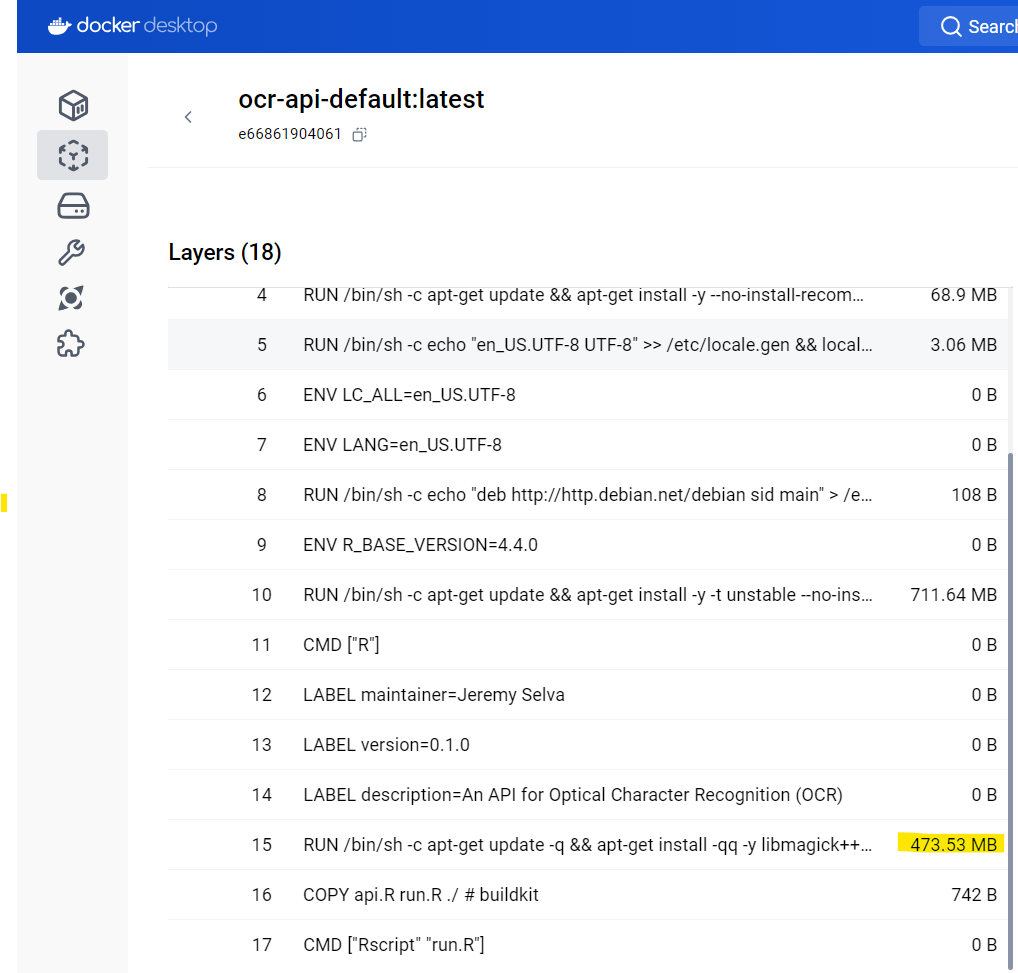 docker desktop
Search
ocr-api-default:latest
e66861904061
Layers (18)
4 RUN /bin/sh -c apt-get update && apt-get install -y --no-install-recom... 68.9 MB
5 RUN /bin/sh -c echo "en_US.UTF-8 UTF-8" >> /etc/locale.gen && local... 3.06 MB
6 ENV LC_ALL=en_US.UTF-8 0 B
7 ENV LANG=en_US.UTF-8 0 B
8 RUN /bin/sh -c echo "deb http://http.debian.net/debian sid main" > /e... 108 B
9 ENV R_BASE_VERSION=4.4.0 0 B
10 RUN /bin/sh -c apt-get update && apt-get install -y -t unstable --no-ins... 711.64 MB
11 CMD ["R"] 0 B
12 LABEL maintainer=Jeremy Selva 0 B
13 LABEL version=0.1.0 0 B
14 LABEL description=An API for Optical Character Recognition (OCR) 0 B
15 RUN /bin/sh -c apt-get update -q && apt-get install -qq -y libmagick++... 473.53 MB
16 COPY api.R run.R ./ # buildkit 742 B
17 CMD ["Rscript" "run.R"] 0 B